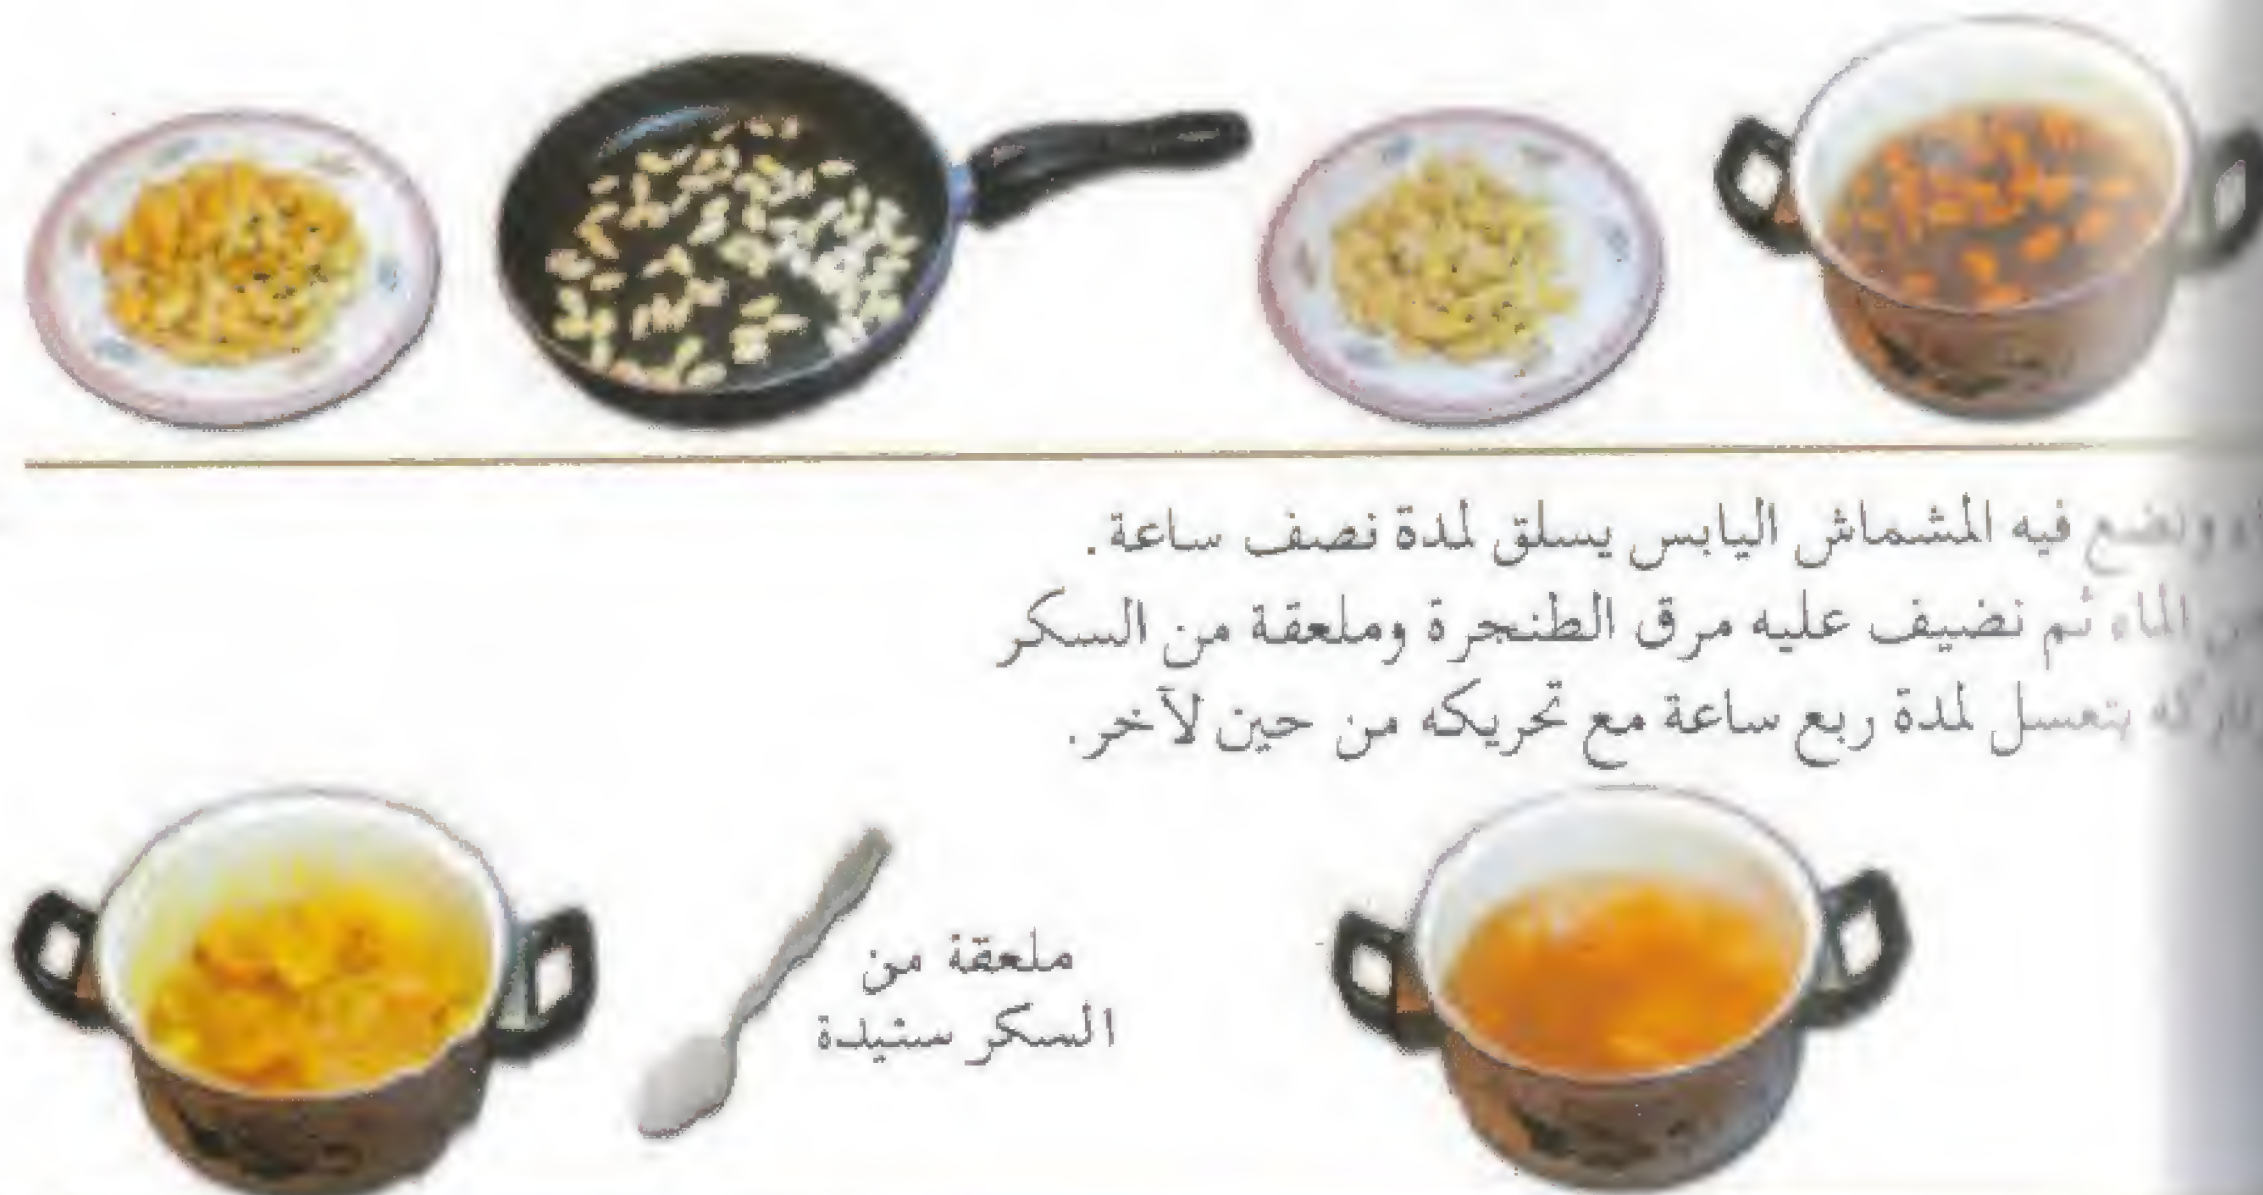 ونضع فيه المشماش اليابس يسلق لمدة نصف ساعة.
الماء ثم نضيف عليه مرق الطنجرة وملعقة من السكر
يتعسل لمدة ربع ساعة مع تحريكه من حين لآخر.
ملعقة من
السكر سنيدة